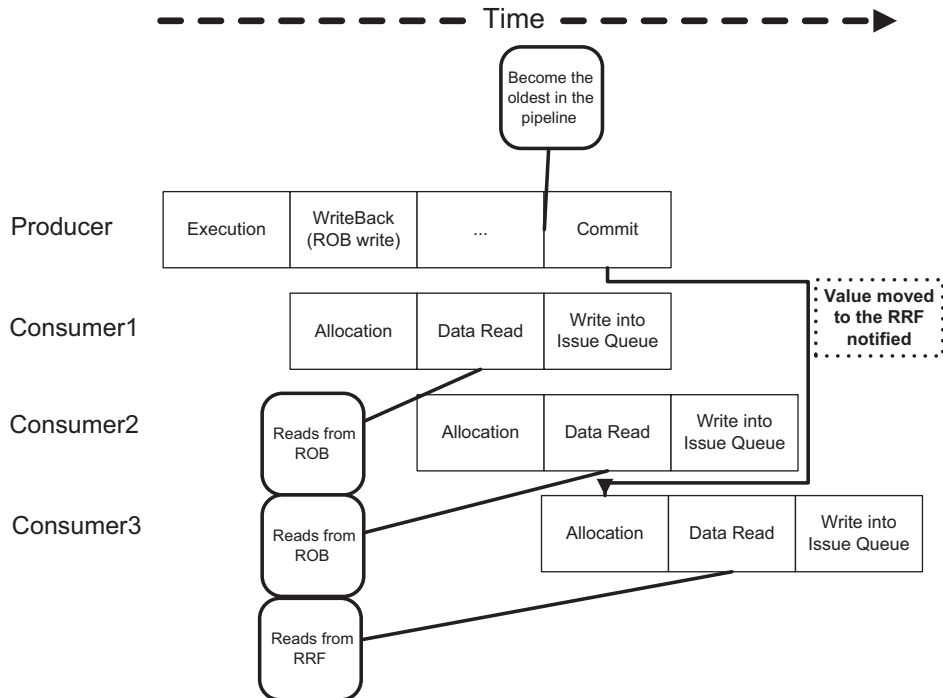 Time
Become the
oldest in the
pipeline
Producer
Execution
WriteBack
(ROB write)
...
Commit
Value moved
to the RRF
notified
Consumer1
Allocation
Data Read
Write into
Issue Queue
Consumer2
Reads from
ROB
Allocation
Data Read
Write into
Issue Queue
Consumer3
Reads from
ROB
Allocation
Data Read
Write into
Issue Queue
Reads from
RRF